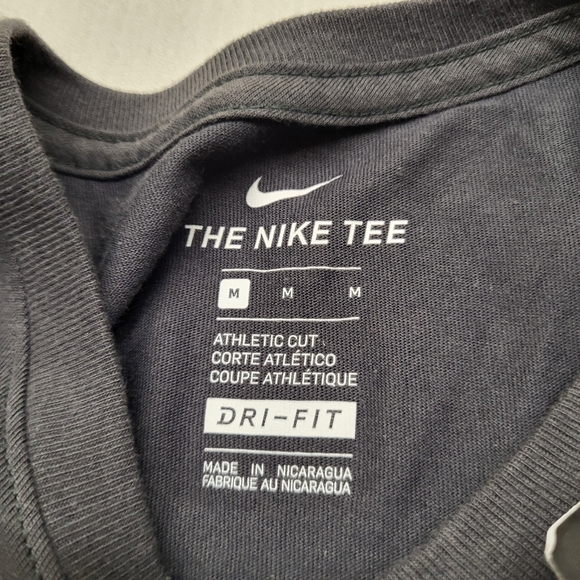 THE NIKE TEE
M M M
ATHLETIC CUT
CORTE ATLÉTICO
COUPE ATHLÉTIQUE
DRI-FIT
MADE IN NICARAGUA
FABRIQUE AU NICARAGUA